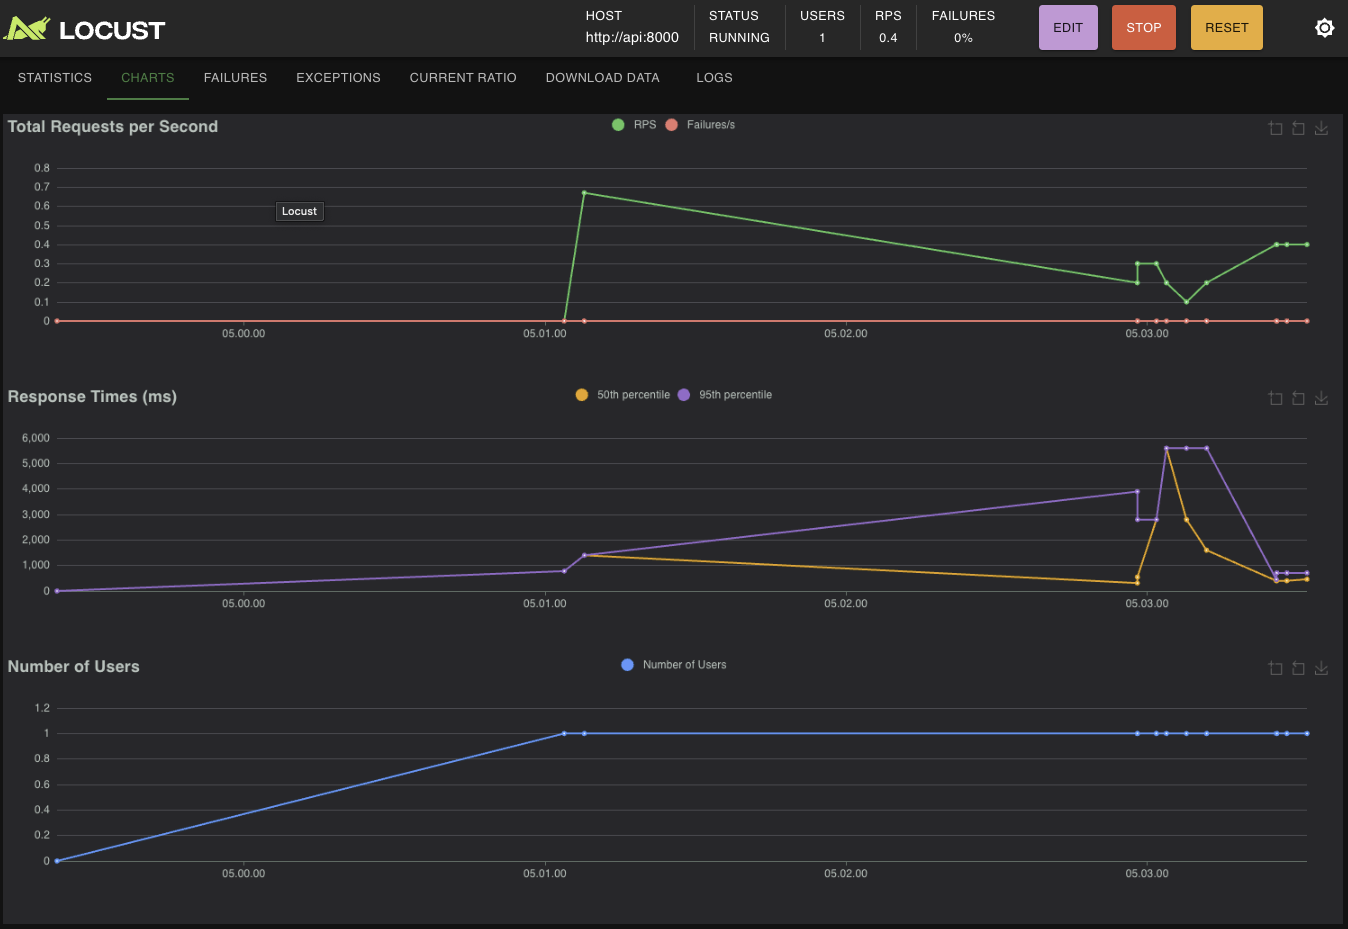 LOCUST
HOST
http://api:8000
STATUS
RUNNING
USERS
1
RPS
0.4
FAILURES
0%
EDIT
STOP
RESET
STATISTICS
CHARTS
FAILURES
EXCEPTIONS
CURRENT RATIO
DOWNLOAD DATA
LOGS
Total Requests per Second
RPS
Failures/s
0.8
0.7
0.6
0.5
0.4
0.3
0.2
0.1
0
Locust
05.00.00
05.01.00
05.02.00
05.03.00
Response Times (ms)
50th percentile
95th percentile
6,000
5,000
4,000
3,000
2,000
1,000
0
05.00.00
05.01.00
05.02.00
05.03.00
Number of Users
Number of Users
1.2
1
0.8
0.6
0.4
0.2
0
05.00.00
05.01.00
05.02.00
05.03.00